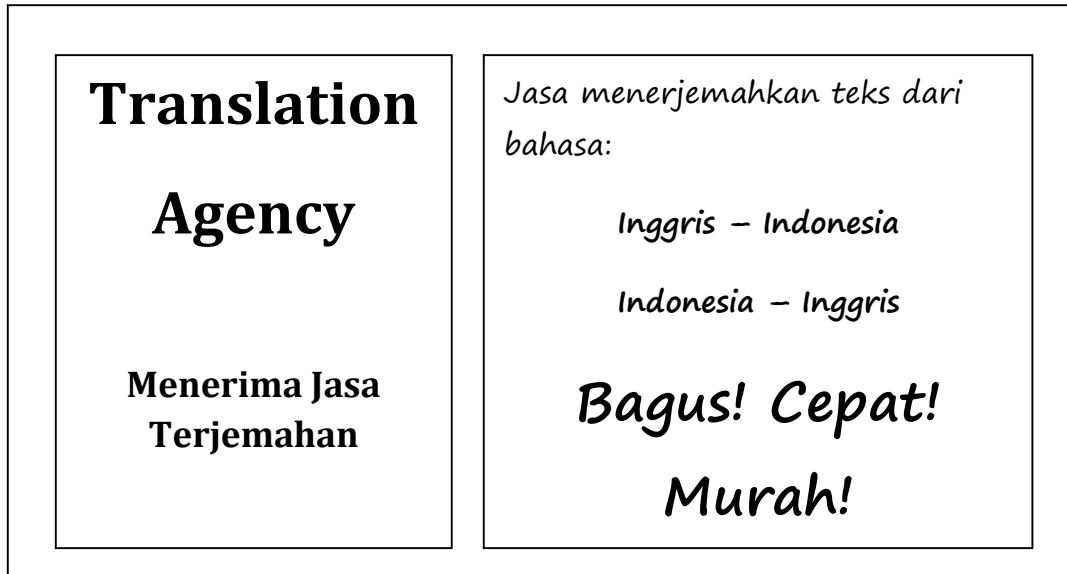 Translation
Agency
Menerima Jasa
Terjemahan
Jasa menerjemahkan teks dari
bahasa:
Inggris – Indonesia
Indonesia – Inggris
Bagus! Cepat!
Murah!